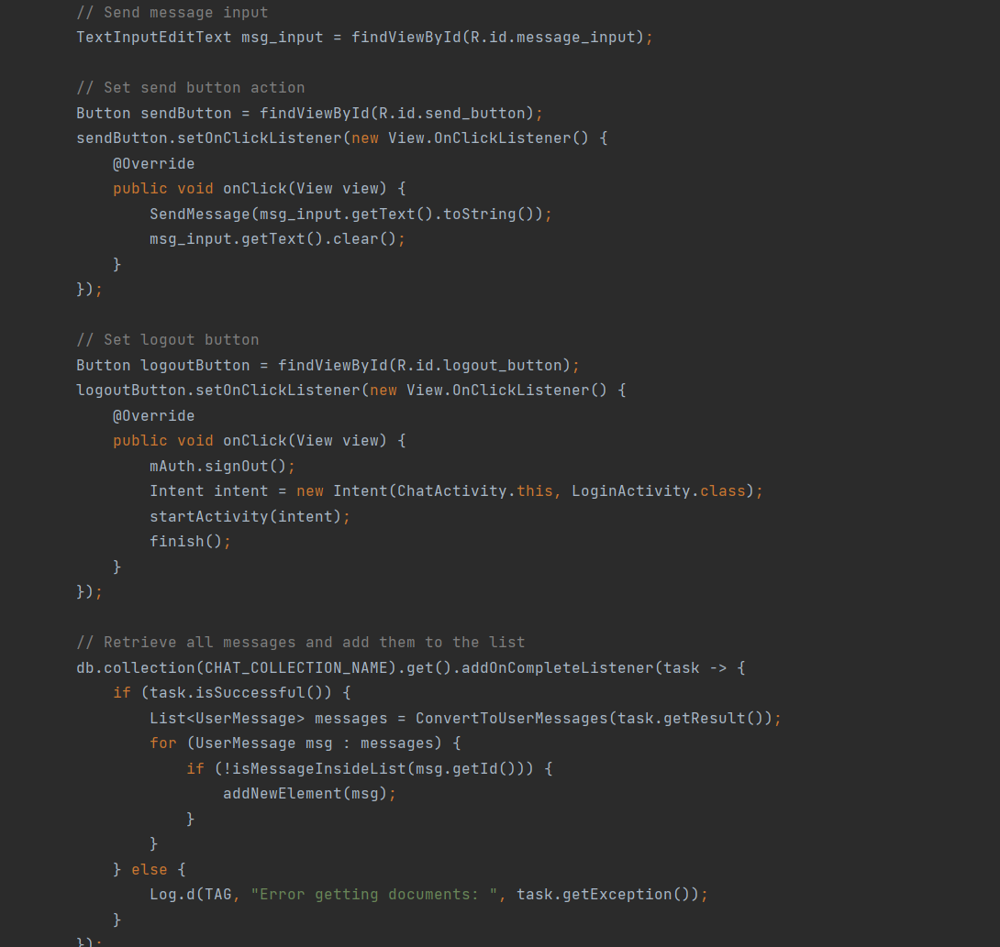 // Send message input
TextInputEditText msg_input = findViewById(R.id.message_input);
// Set send button action
Button sendButton = findViewById(R.id.send_button);
sendButton.setOnClickListener(new View.OnClickListener() {
@Override
public void onClick(View view) {
SendMessage(msg_input.getText().toString());
msg_input.getText().clear();
}
});
// Set logout button
Button logoutButton = findViewById(R.id.logout_button);
logoutButton.setOnClickListener(new View.OnClickListener() {
@Override
public void onClick(View view) {
mAuth.signOut();
Intent intent = new Intent(ChatActivity.this, LoginActivity.class);
startActivity(intent);
finish();
}
});
// Retrieve all messages and add them to the list
db.collection(CHAT_COLLECTION_NAME).get().addOnCompleteListener(task -> {
if (task.isSuccessful()) {
List<UserMessage> messages = ConvertToUserMessages(task.getResult());
for (UserMessage msg : messages) {
if (!isMessageInsideList(msg.getId())) {
addNewElement(msg);
}
}
} else {
Log.d(TAG, "Error getting documents: ", task.getException());
}
});